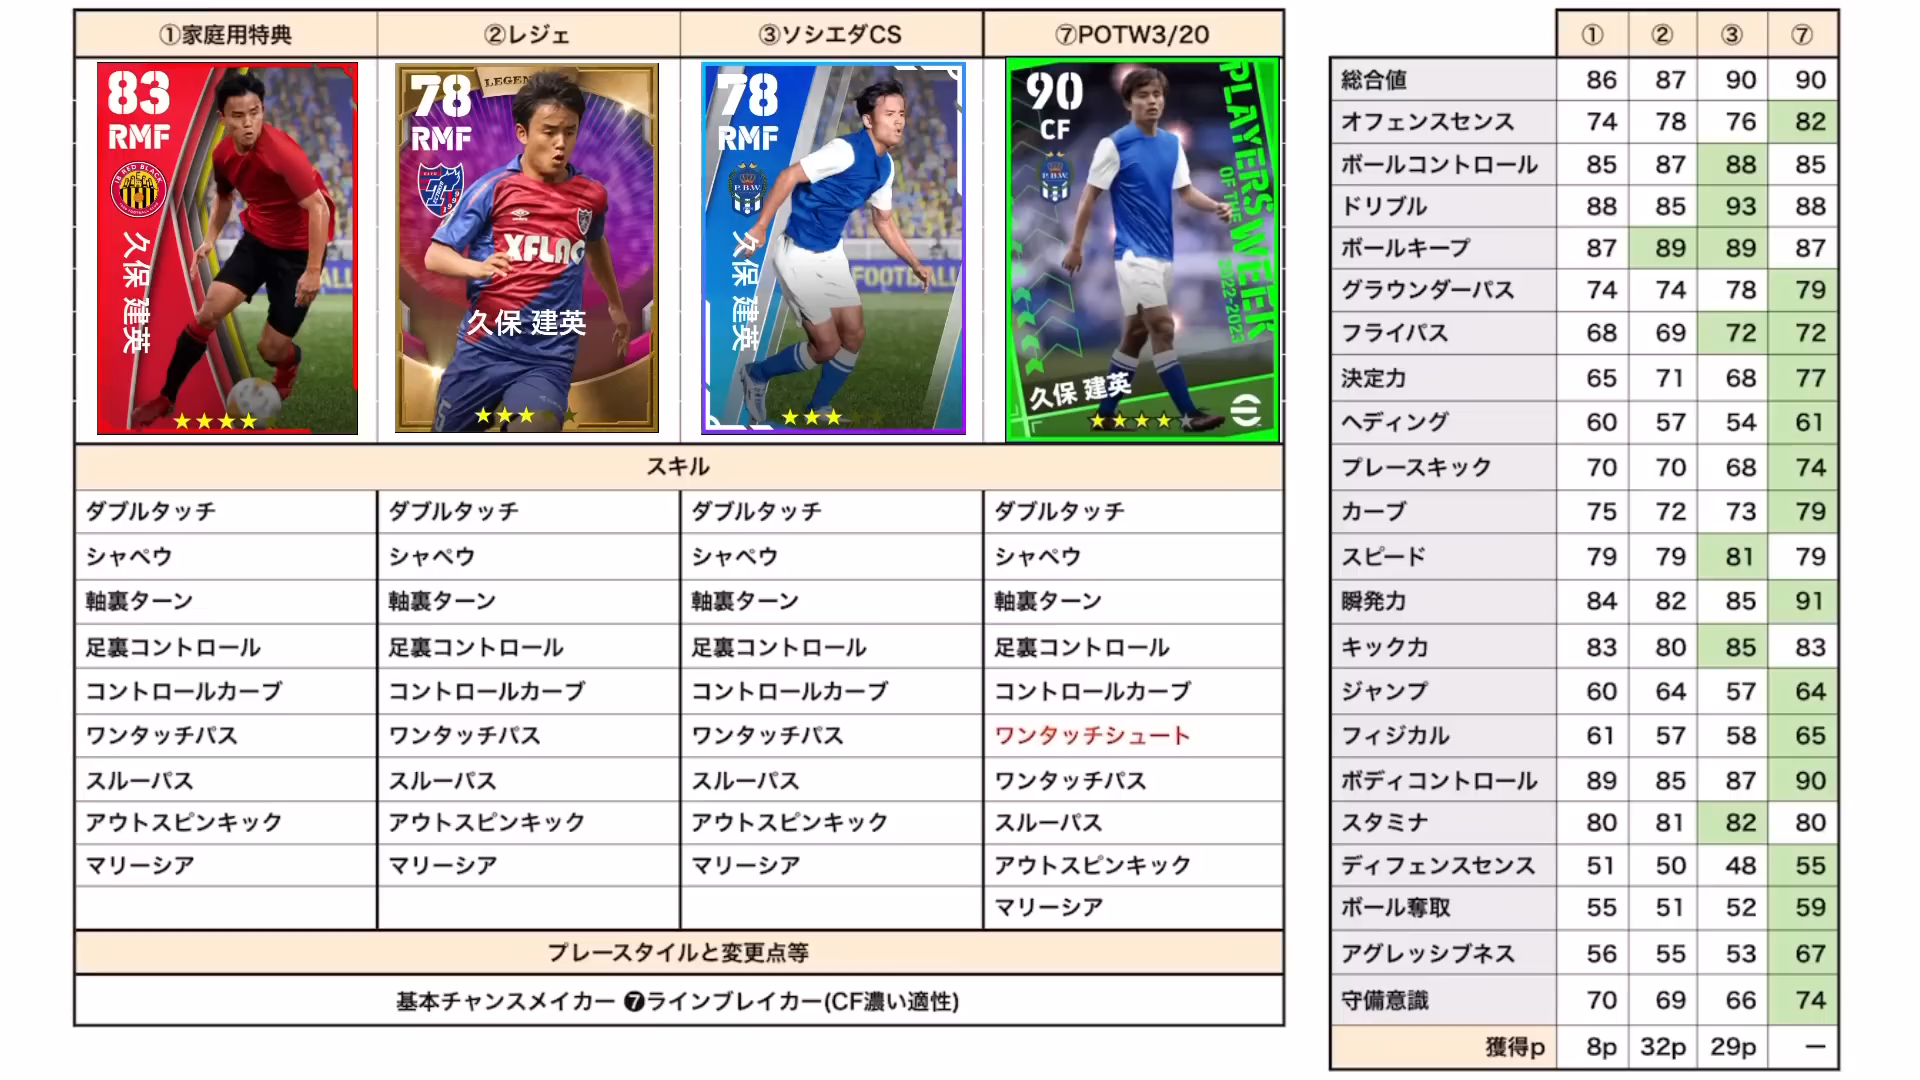 ①家庭用特典 ②レジェ ③ソシエダCS ⑦POTW3/20
83
RMF
久保 建英
78
RMF
LEGEN
XFLAG
久保 建英
78
RMF
P.B.W.
久保 建英
FOOTBALL
90
CF
P.B.W.
PLAYERS OF THE WEEK
2022-2023
久保 建英
スキル
ダブルタッチ ダブルタッチ ダブルタッチ ダブルタッチ
シャペウ シャペウ シャペウ シャペウ
軸裏ターン 軸裏ターン 軸裏ターン 軸裏ターン
足裏コントロール 足裏コントロール 足裏コントロール 足裏コントロール
コントロールカーブ コントロールカーブ コントロールカーブ コントロールカーブ
ワンタッチパス ワンタッチパス ワンタッチパス ワンタッチシュート
スルーパス スルーパス スルーパス ワンタッチパス
アウトスピンキック アウトスピンキック アウトスピンキック スルーパス
マリーシア マリーシア マリーシア アウトスピンキック
マリーシア
プレースタイルと変更点等
基本チャンスメイカー ❼ラインブレイカー(CF濃い適性)
① ② ③ ⑦
総合値 86 87 90 90
オフェンスセンス 74 78 76 82
ボールコントロール 85 87 88 85
ドリブル 88 85 93 88
ボールキープ 87 89 89 87
グラウンダーパス 74 74 78 79
フライパス 68 69 72 72
決定力 65 71 68 77
ヘディング 60 57 54 61
プレースキック 70 70 68 74
カーブ 75 72 73 79
スピード 79 79 81 79
瞬発力 84 82 85 91
キック力 83 80 85 83
ジャンプ 60 64 57 64
フィジカル 61 57 58 65
ボディコントロール 89 85 87 90
スタミナ 80 81 82 80
ディフェンスセンス 51 50 48 55
ボール奪取 55 51 52 59
アグレッシブネス 56 55 53 67
守備意識 70 69 66 74
獲得p 8p 32p 29p ー